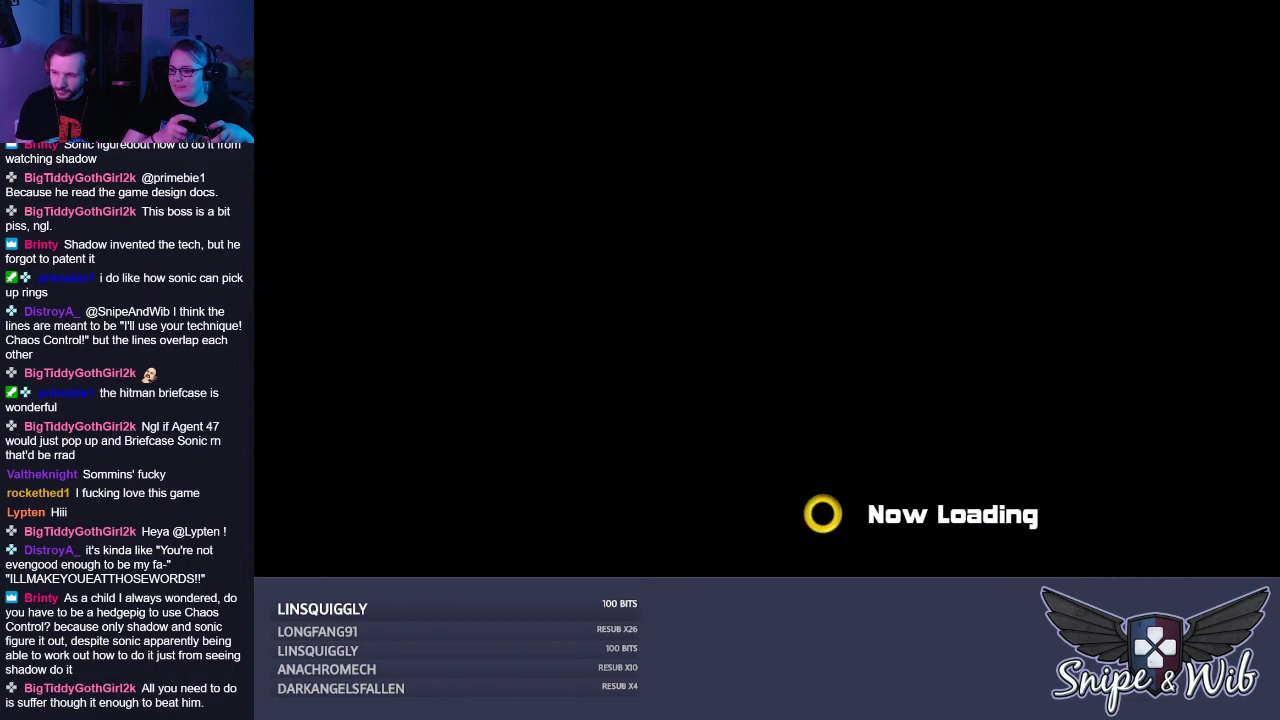 Brinty Sonic figuredout how to do it from
watching shadow
BigTiddyGothGirl2k @primebie1
Because he read the game design docs.
BigTiddyGothGirl2k This boss is a bit
piss, ngl.
Brinty Shadow invented the tech, but he
forgot to patent it
primebie1 i do like how sonic can pick
up rings
DistroyA_ @SnipeAndWib I think the
lines are meant to be "I'll use your technique!
Chaos Control!" but the lines overlap each
other
BigTiddyGothGirl2k
primebie1 the hitman briefcase is
wonderful
BigTiddyGothGirl2k Ngl if Agent 47
would just pop up and Briefcase Sonic rn
that'd be rrad
Valtheknight Sommins' fucky
rockethed1 I fucking love this game
Lypten Hiii
BigTiddyGothGirl2k Heya @Lypten !
DistroyA_ it's kinda like "You're not
evengood enough to be my fa-"
"ILLMAKEYOUEATTHOSEWORDS!!"
Brinty As a child I always wondered, do
you have to be a hedgepig to use Chaos
Control? because only shadow and sonic
figure it out, despite sonic apparently being
able to work out how to do it just from seeing
shadow do it
BigTiddyGothGirl2k All you need to do
is suffer though it enough to beat him.
Now Loading
LINSQUIGGLY 100 BITS
LONGFANG91 RESUB X26
LINSQUIGGLY 100 BITS
ANACHROMECH RESUB X10
DARKANGELSFALLEN RESUB X4
Snipe & Wib